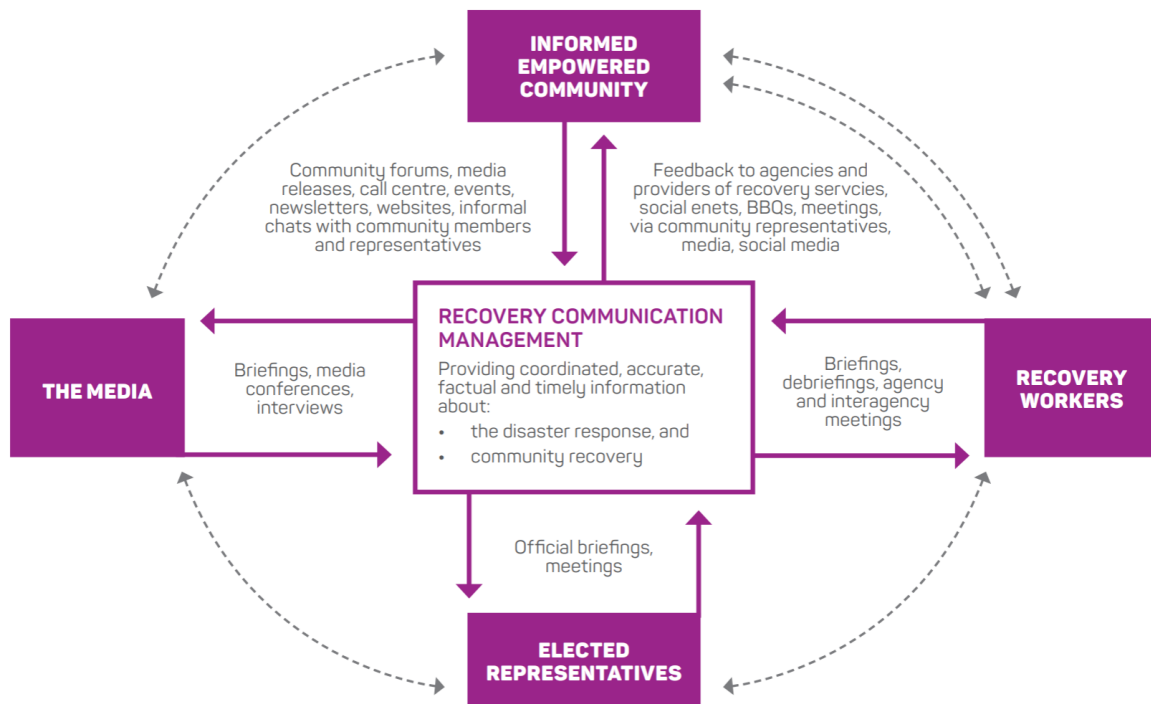 INFORMED
EMPOWERED
COMMUNITY
Community forums, media
releases, call centre, events,
newsletters, websites, informal
chats with community members
and representatives
Feedback to agencies and
providers of recovery servcies,
social enets, BBQs, meetings,
via community representatives,
media, social media
THE MEDIA
Briefings, media
conferences,
interviews
RECOVERY COMMUNICATION
MANAGEMENT
Providing coordinated, accurate,
factual and timely information
about:
• the disaster response, and
• community recovery
Briefings,
debriefings, agency
and interagency
meetings
RECOVERY
WORKERS
Official briefings,
meetings
ELECTED
REPRESENTATIVES